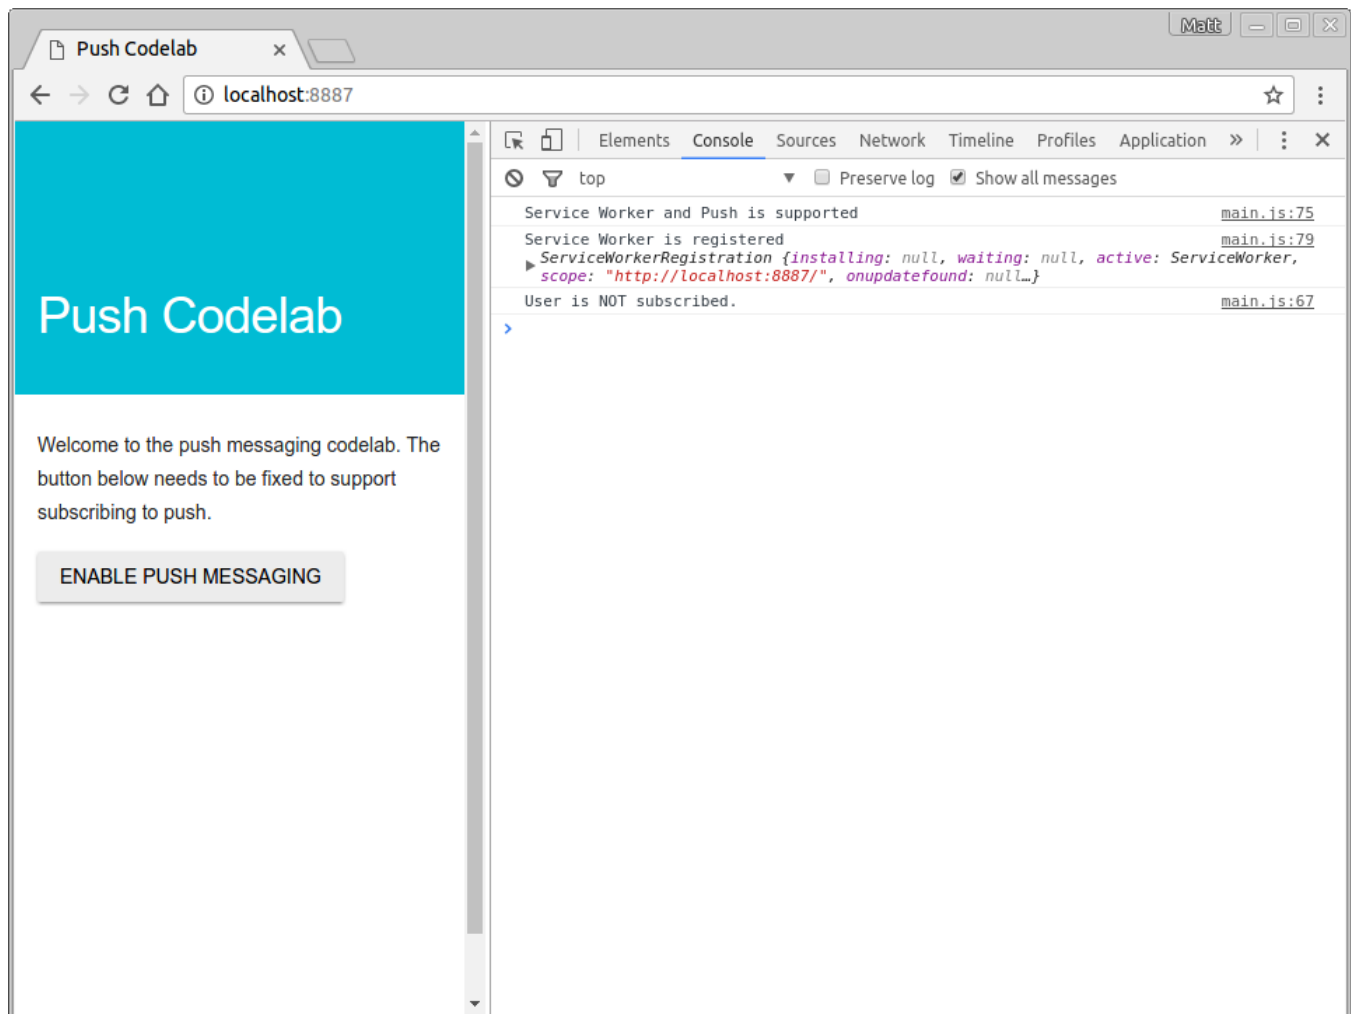 Matt
Push Codelab
localhost:8887
Elements Console Sources Network Timeline Profiles Application
top Preserve log Show all messages
Service Worker and Push is supported main.js:75
Service Worker is registered main.js:79
ServiceWorkerRegistration {installing: null, waiting: null, active: ServiceWorker,
scope: "http://localhost:8887/", onupdatefound: null…}
User is NOT subscribed. main.js:67
Push Codelab
Welcome to the push messaging codelab. The
button below needs to be fixed to support
subscribing to push.
ENABLE PUSH MESSAGING